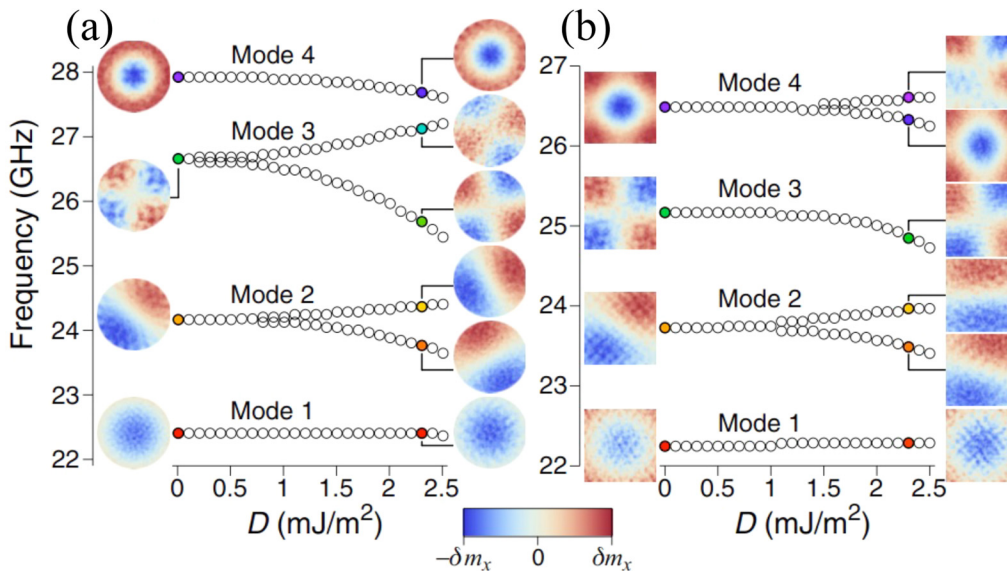 (a)
Mode 4
Mode 3
Mode 2
Mode 1
28
27
26
25
24
23
22
Frequency (GHz)
0 0.5 1 1.5 2 2.5
D (mJ/m²)
(b)
Mode 4
Mode 3
Mode 2
Mode 1
27
26
25
24
23
22
0 0.5 1 1.5 2 2.5
D (mJ/m²)
−δmₓ 0 δmₓ